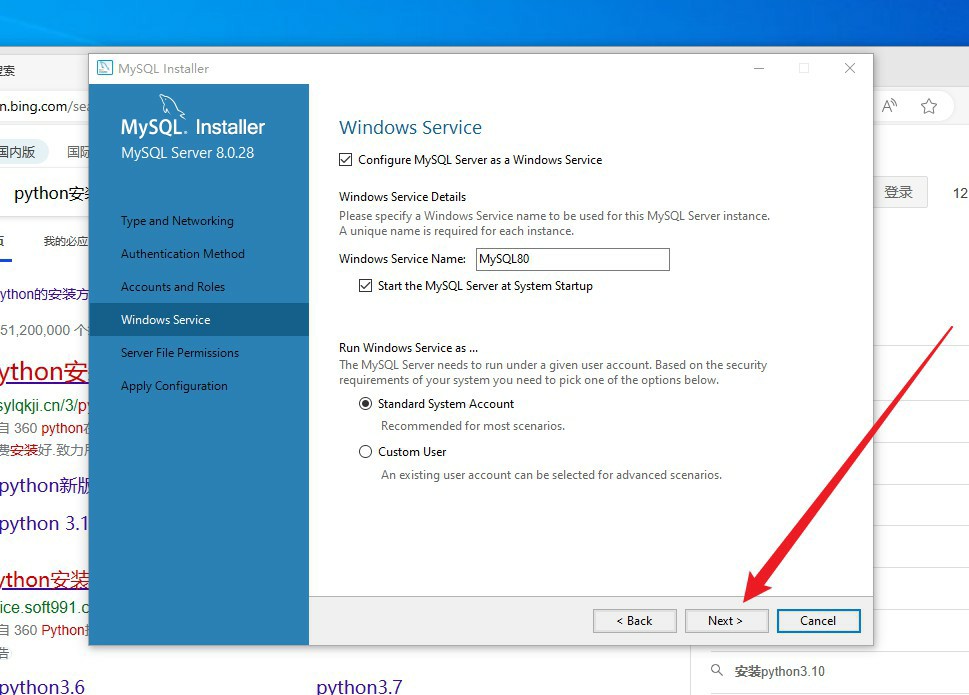 MySQL Installer
搜索
n.bing.com/sea
国内版
国际
python安
登录
12
页
我的必应
ython的安装方
51,200,000 个
ython安
sylqkji.cn/3/py
自 360 python
费安装好.致力
python新版
python 3.1
ython安装
ice.soft991.c
自 360 Python
告
python3.6
python3.7
安装python3.10
MySQL. Installer
MySQL Server 8.0.28
Type and Networking
Authentication Method
Accounts and Roles
Windows Service
Server File Permissions
Apply Configuration
Windows Service
Configure MySQL Server as a Windows Service
Windows Service Details
Please specify a Windows Service name to be used for this MySQL Server instance.
A unique name is required for each instance.
Windows Service Name: MySQL80
Start the MySQL Server at System Startup
Run Windows Service as ...
The MySQL Server needs to run under a given user account. Based on the security
requirements of your system you need to pick one of the options below.
Standard System Account
Recommended for most scenarios.
Custom User
An existing user account can be selected for advanced scenarios.
< Back
Next >
Cancel